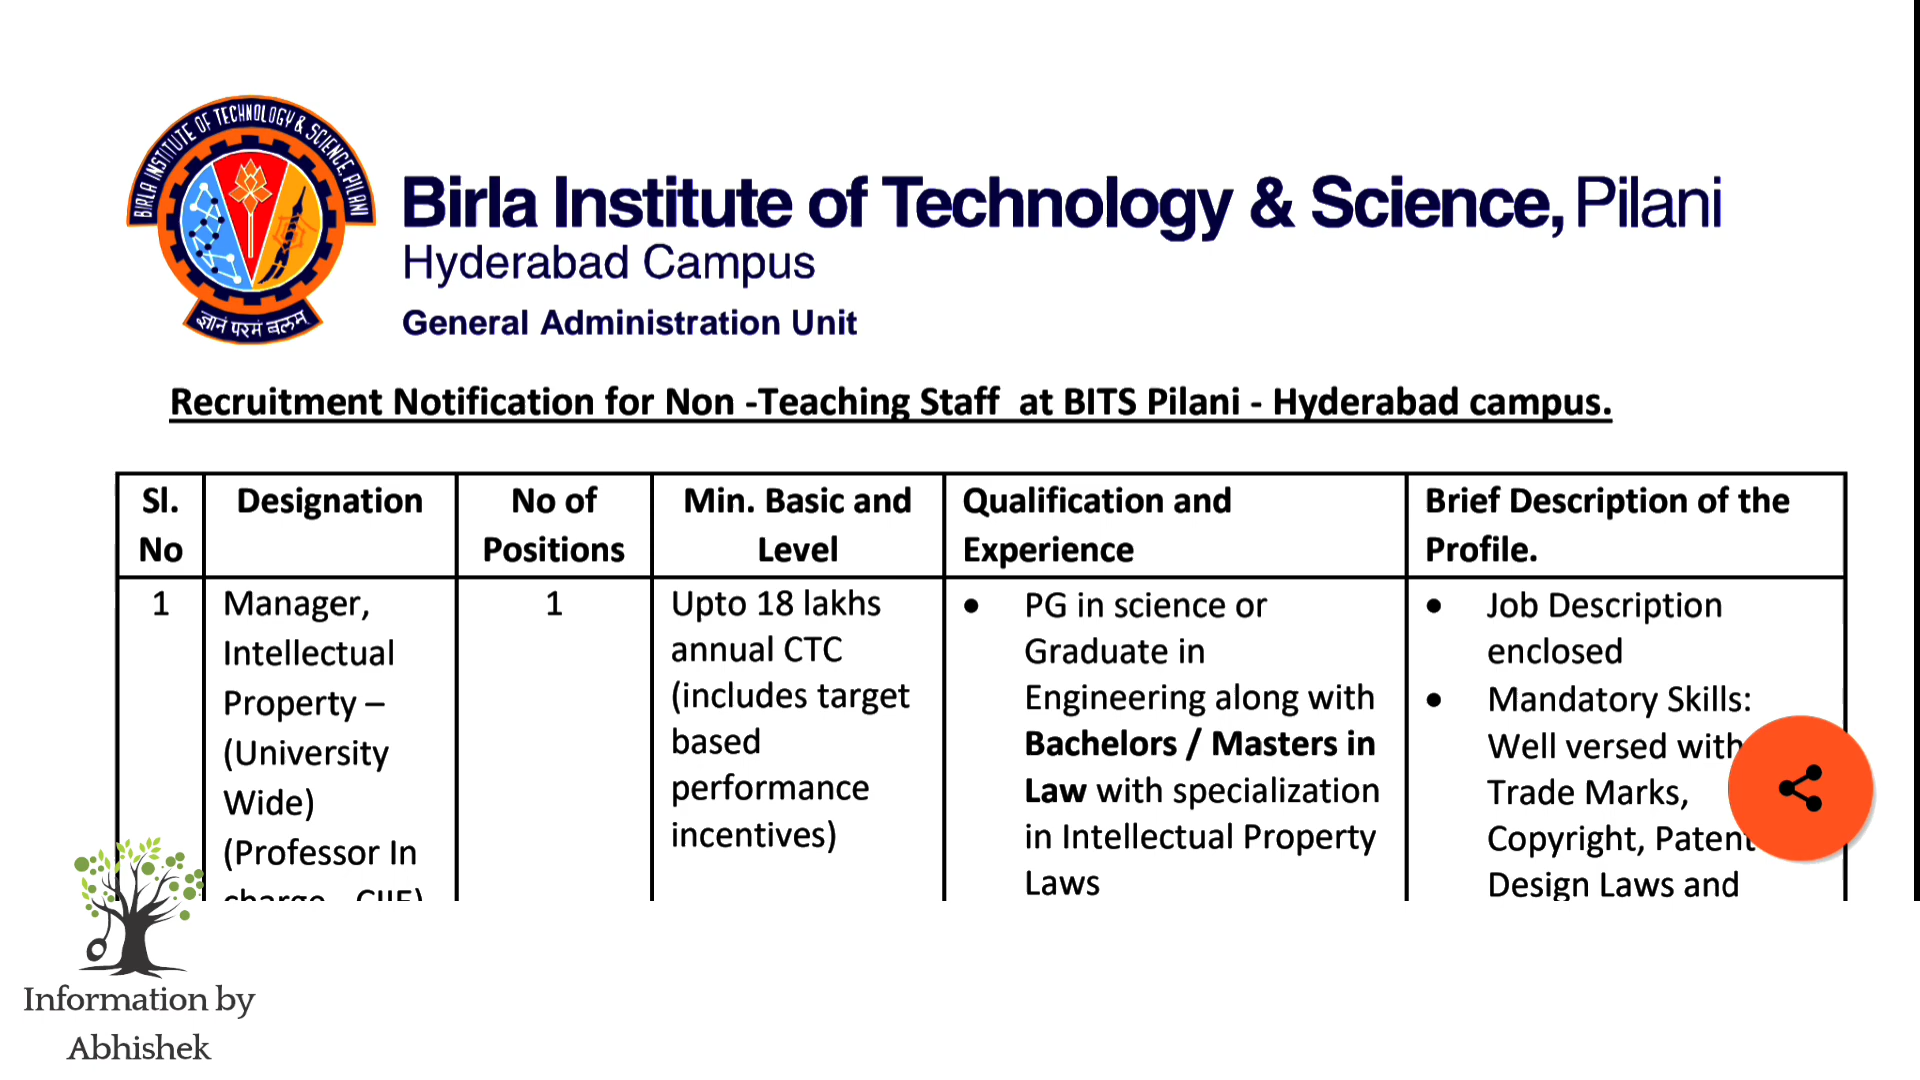 BIRLA INSTITUTE OF TECHNOLOGY & SCIENCE, PILANI
ज्ञानं परमं बलम्
Birla Institute of Technology & Science, Pilani
Hyderabad Campus
General Administration Unit
Recruitment Notification for Non -Teaching Staff at BITS Pilani - Hyderabad campus.
Sl.
No
Designation
No of
Positions
Min. Basic and
Level
Qualification and
Experience
Brief Description of the
Profile.
1
Manager,
Intellectual
Property –
(University
Wide)
(Professor In
charge - CIIF)
1
Upto 18 lakhs
annual CTC
(includes target
based
performance
incentives)
• PG in science or
Graduate in
Engineering along with
Bachelors / Masters in
Law with specialization
in Intellectual Property
Laws
• Job Description
enclosed
• Mandatory Skills:
Well versed with
Trade Marks,
Copyright, Patent
Design Laws and
Information by
Abhishek